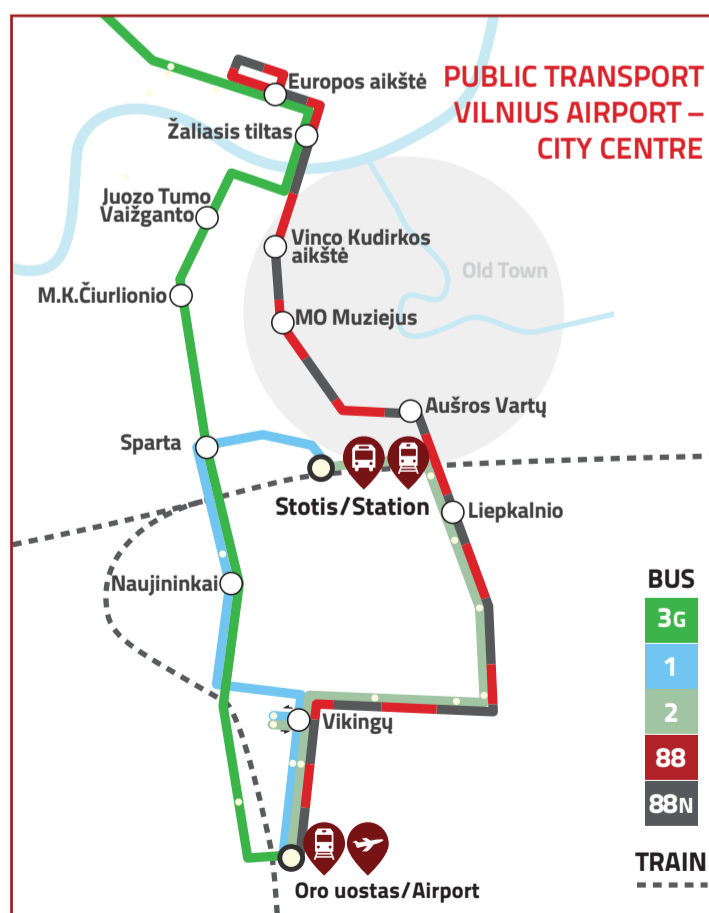 PUBLIC TRANSPORT
VILNIUS AIRPORT –
CITY CENTRE
Europos aikštė
Žaliasis tiltas
Juozo Tumo
Vaižganto
Vinco Kudirkos
aikštė
Old Town
M.K.Čiurlionio
MO Muziejus
Aušros Vartų
Sparta
Stotis/Station
Liepkalnio
Naujininkai
Vikingų
Oro uostas/Airport
BUS
3G
1
2
88
88N
TRAIN